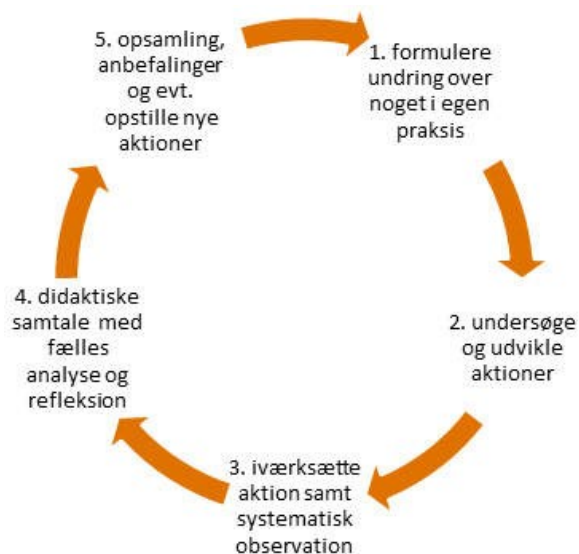 1. formulere
undring over
noget i egen
praksis
2. undersøge
og udvikle
aktioner
3. iværksætte
aktion samt
systematisk
observation
4. didaktiske
samtale med
fælles
analyse og
refleksion
5. opsamling,
anbefalinger
og evt.
opstille nye
aktioner